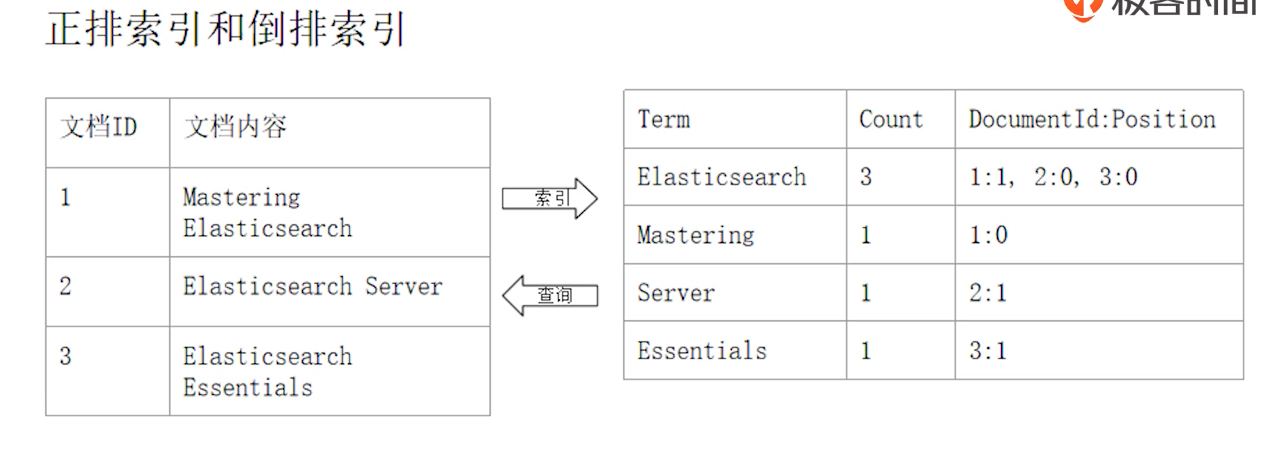 极客时间
正排索引和倒排索引
文档ID 文档内容
1 Mastering
Elasticsearch
2 Elasticsearch Server
3 Elasticsearch
Essentials
索引
查询
Term Count DocumentId:Position
Elasticsearch 3 1:1, 2:0, 3:0
Mastering 1 1:0
Server 1 2:1
Essentials 1 3:1